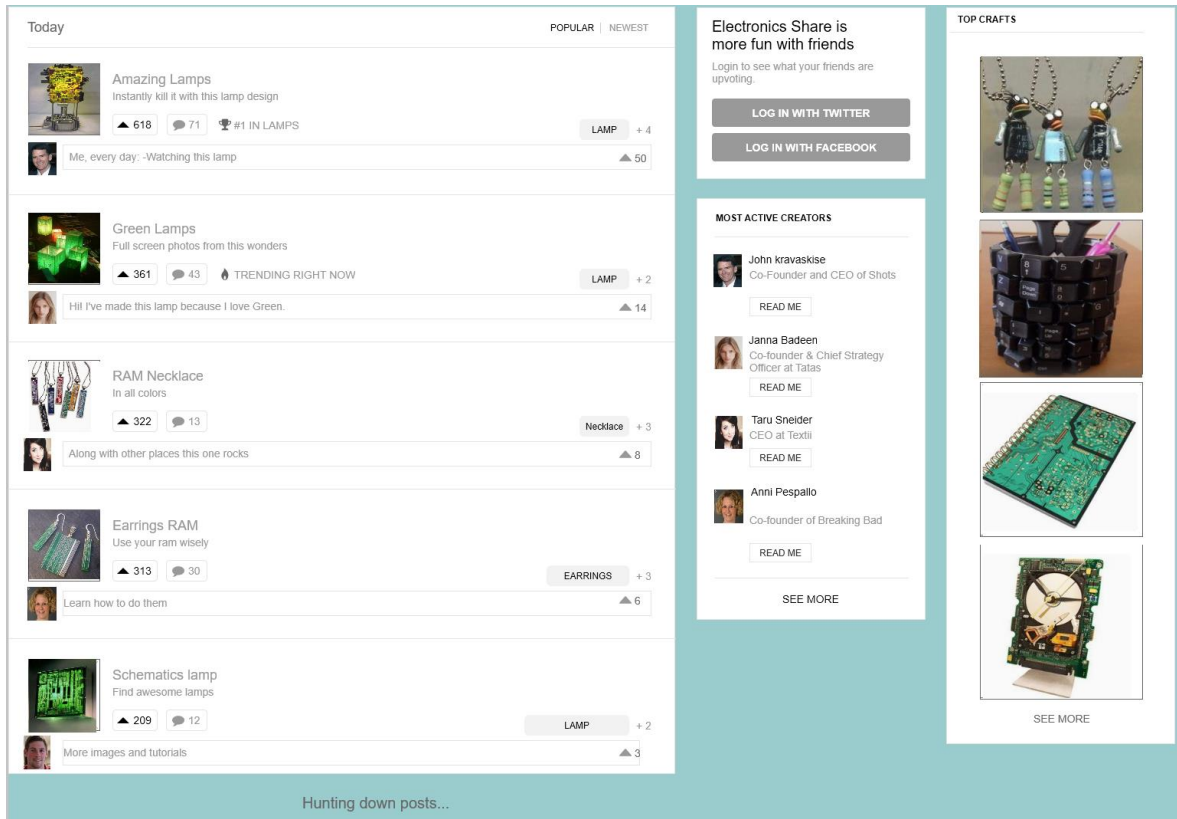 Today
POPULAR | NEWEST
Amazing Lamps
Instantly kill it with this lamp design
618
71
#1 IN LAMPS
LAMP
+ 4
Me, every day: -Watching this lamp
50
Green Lamps
Full screen photos from this wonders
361
43
TRENDING RIGHT NOW
LAMP
+ 2
Hi! I've made this lamp because I love Green.
14
RAM Necklace
In all colors
322
13
Necklace
+ 3
Along with other places this one rocks
8
Earrings RAM
Use your ram wisely
313
30
EARRINGS
+ 3
Learn how to do them
6
Schematics lamp
Find awesome lamps
209
12
LAMP
+ 2
More images and tutorials
3
Hunting down posts...
Electronics Share is
more fun with friends
Login to see what your friends are
upvoting.
LOG IN WITH TWITTER
LOG IN WITH FACEBOOK
MOST ACTIVE CREATORS
John kravaskise
Co-Founder and CEO of Shots
READ ME
Janna Badeen
Co-founder & Chief Strategy
Officer at Tatas
READ ME
Taru Sneider
CEO at Textii
READ ME
Anni Pespallo
Co-founder of Breaking Bad
READ ME
SEE MORE
TOP CRAFTS
SEE MORE